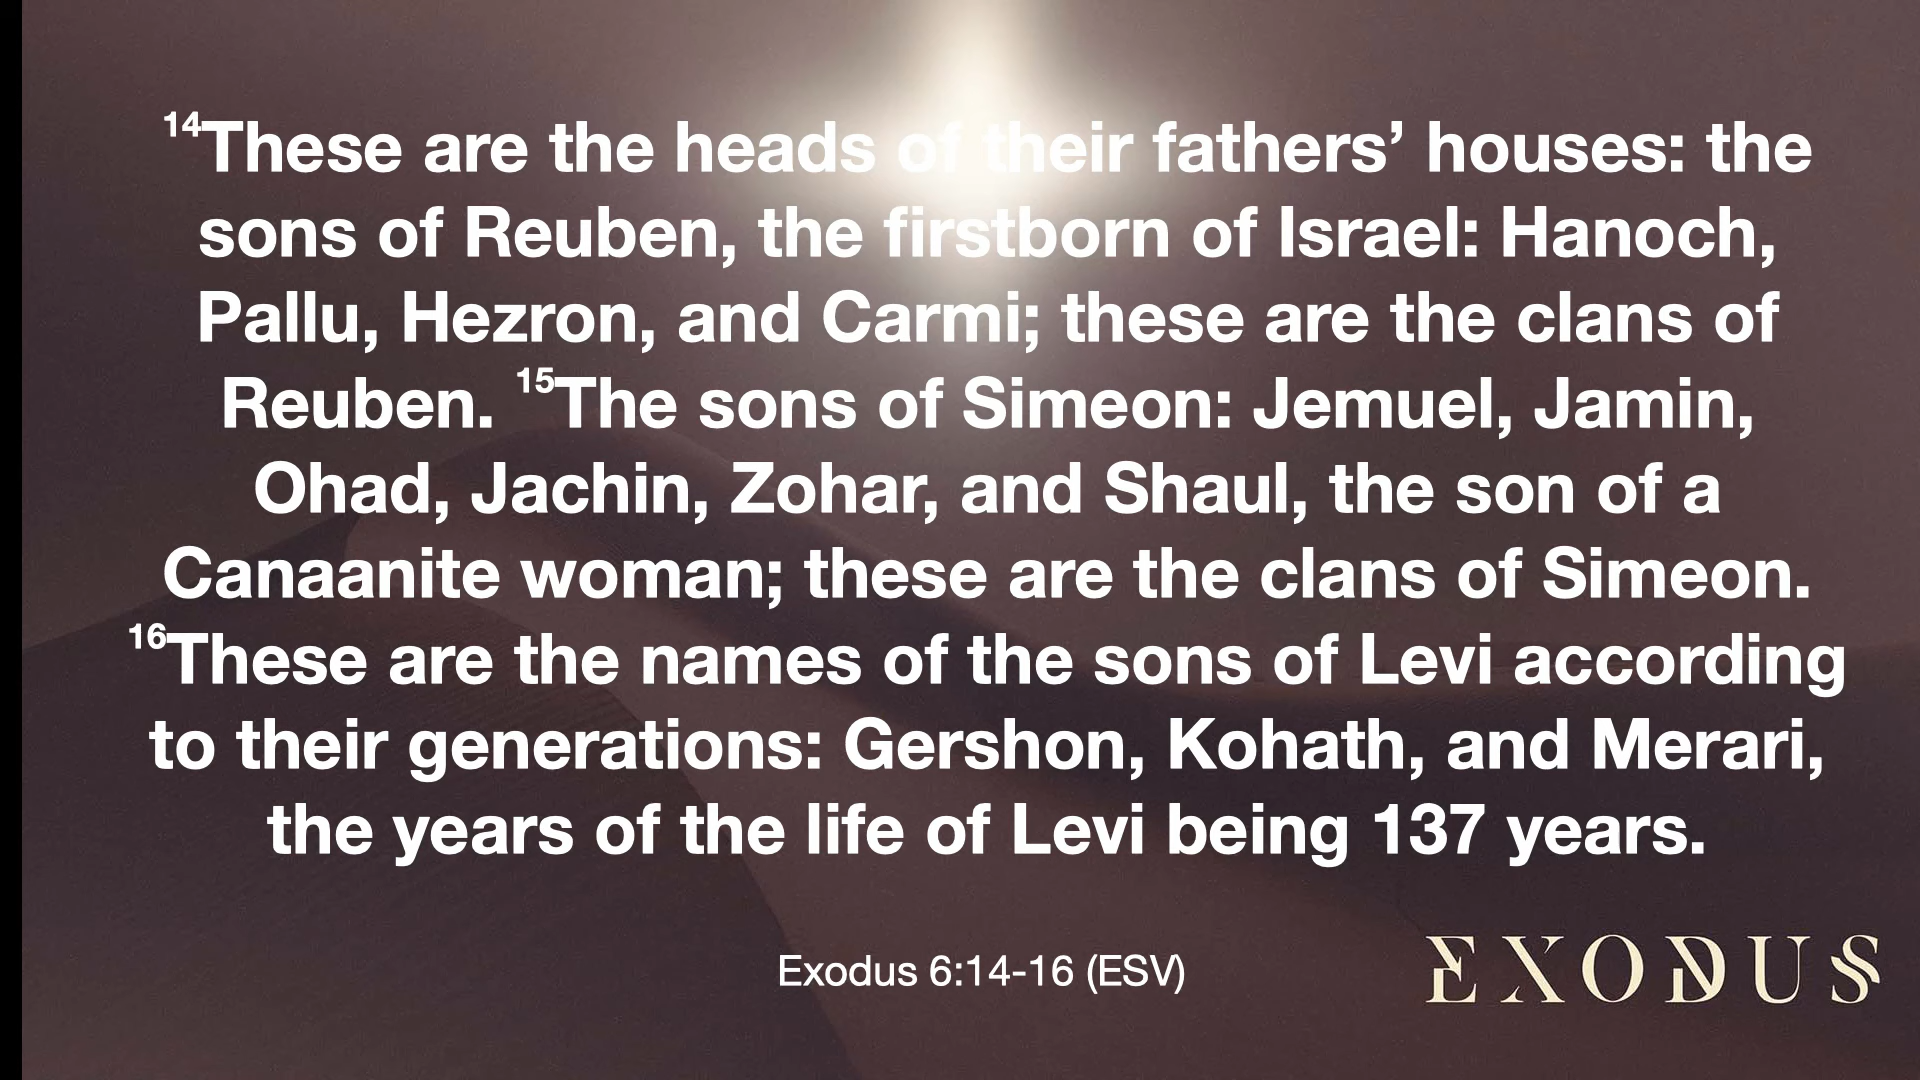 14These are the heads of their fathers’ houses: the
sons of Reuben, the firstborn of Israel: Hanoch,
Pallu, Hezron, and Carmi; these are the clans of
Reuben. 15The sons of Simeon: Jemuel, Jamin,
Ohad, Jachin, Zohar, and Shaul, the son of a
Canaanite woman; these are the clans of Simeon.
16These are the names of the sons of Levi according
to their generations: Gershon, Kohath, and Merari,
the years of the life of Levi being 137 years.
Exodus 6:14-16 (ESV)
EXODUS